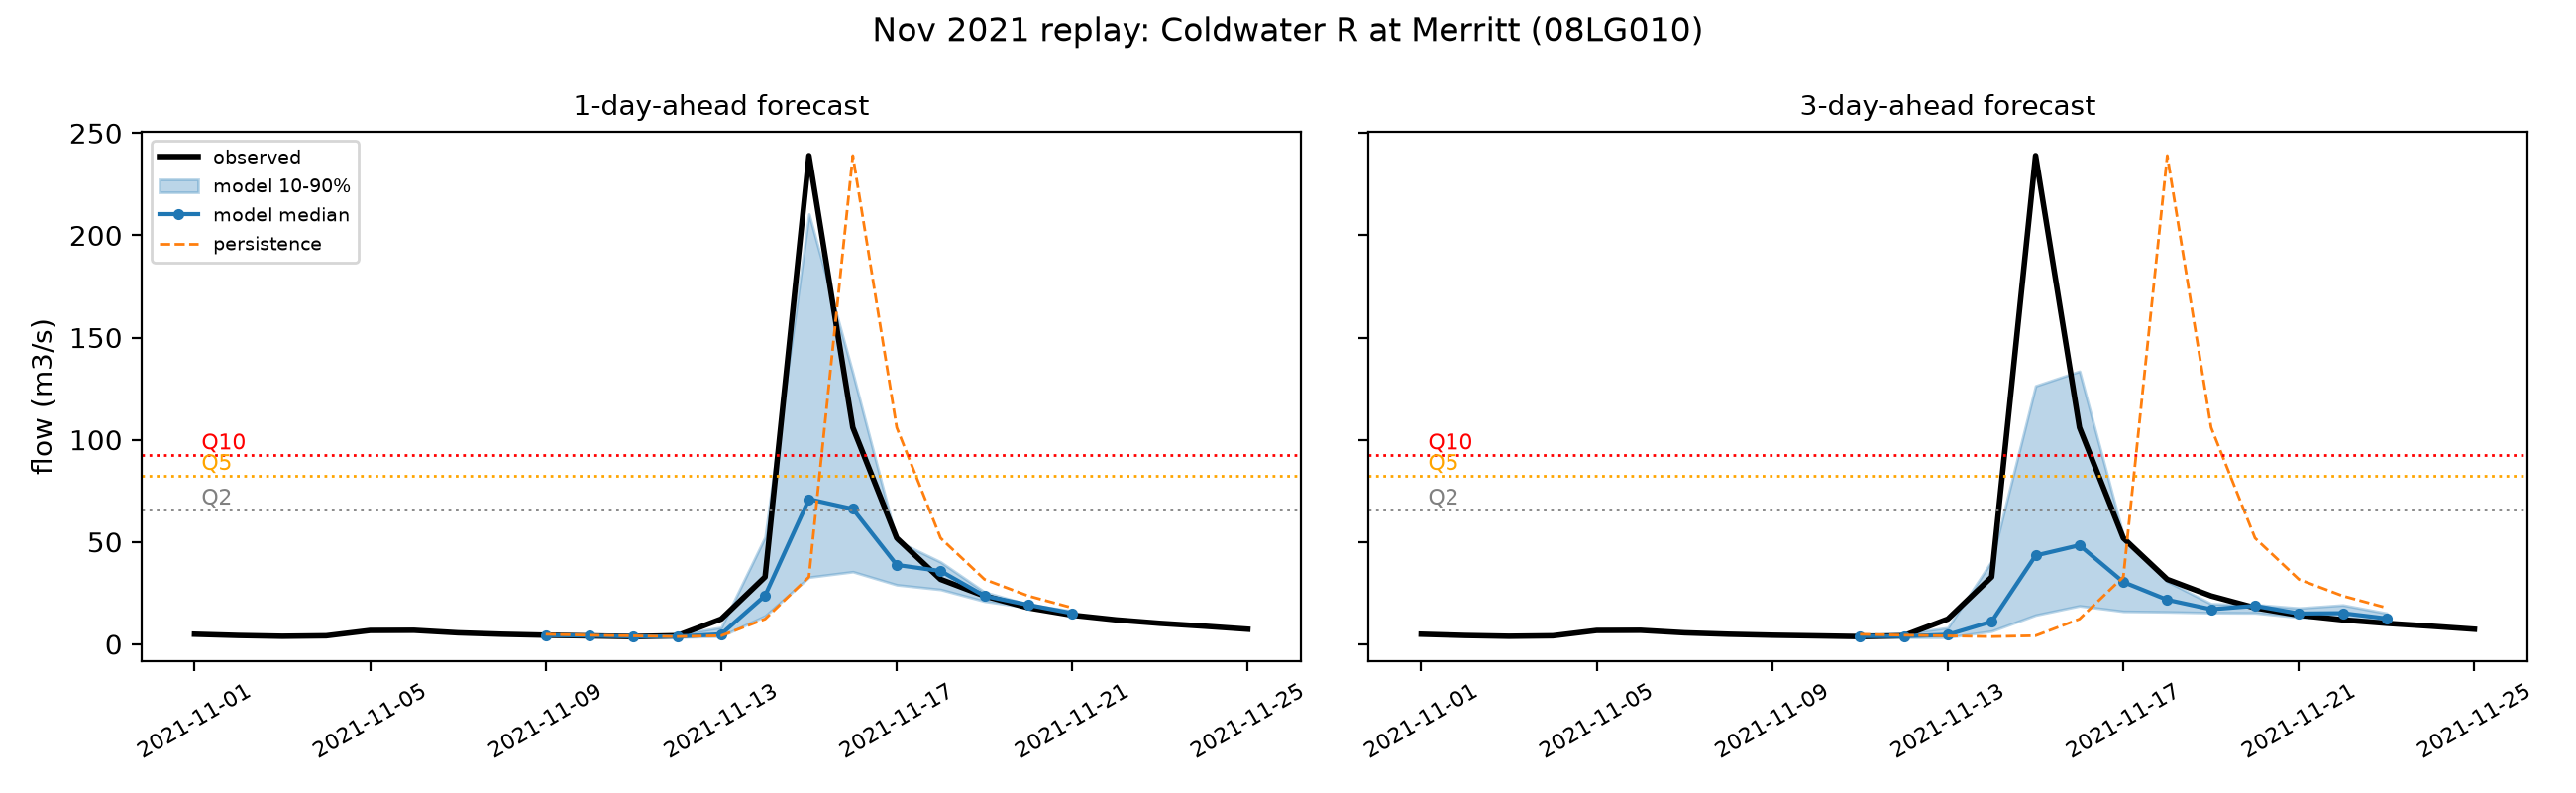 Nov 2021 replay: Coldwater R at Merritt (08LG010)
1-day-ahead forecast
250
200
150
100
50
0
flow (m3/s)
observed
model 10-90%
model median
persistence
Q10
Q5
Q2
2021-11-01
2021-11-05
2021-11-09
2021-11-13
2021-11-17
2021-11-21
2021-11-25
3-day-ahead forecast
Q10
Q5
Q2
2021-11-01
2021-11-05
2021-11-09
2021-11-13
2021-11-17
2021-11-21
2021-11-25